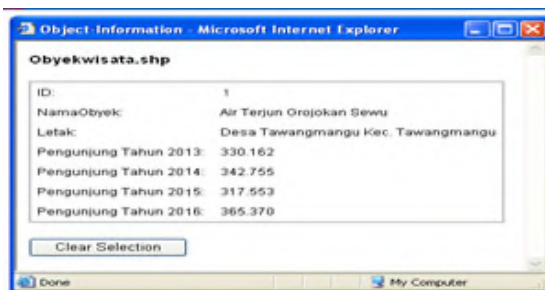 Object-Information - Microsoft Internet Explorer
Obyekwisata.shp
ID: 1
NamaObyek: Air Terjun Grojokan Sewu
Letak: Desa Tawangmangu Kec. Tawangmangu
Pengunjung Tahun 2013: 330.162
Pengunjung Tahun 2014: 342.755
Pengunjung Tahun 2015: 317.553
Pengunjung Tahun 2016: 365.370
Clear Selection
Done My Computer